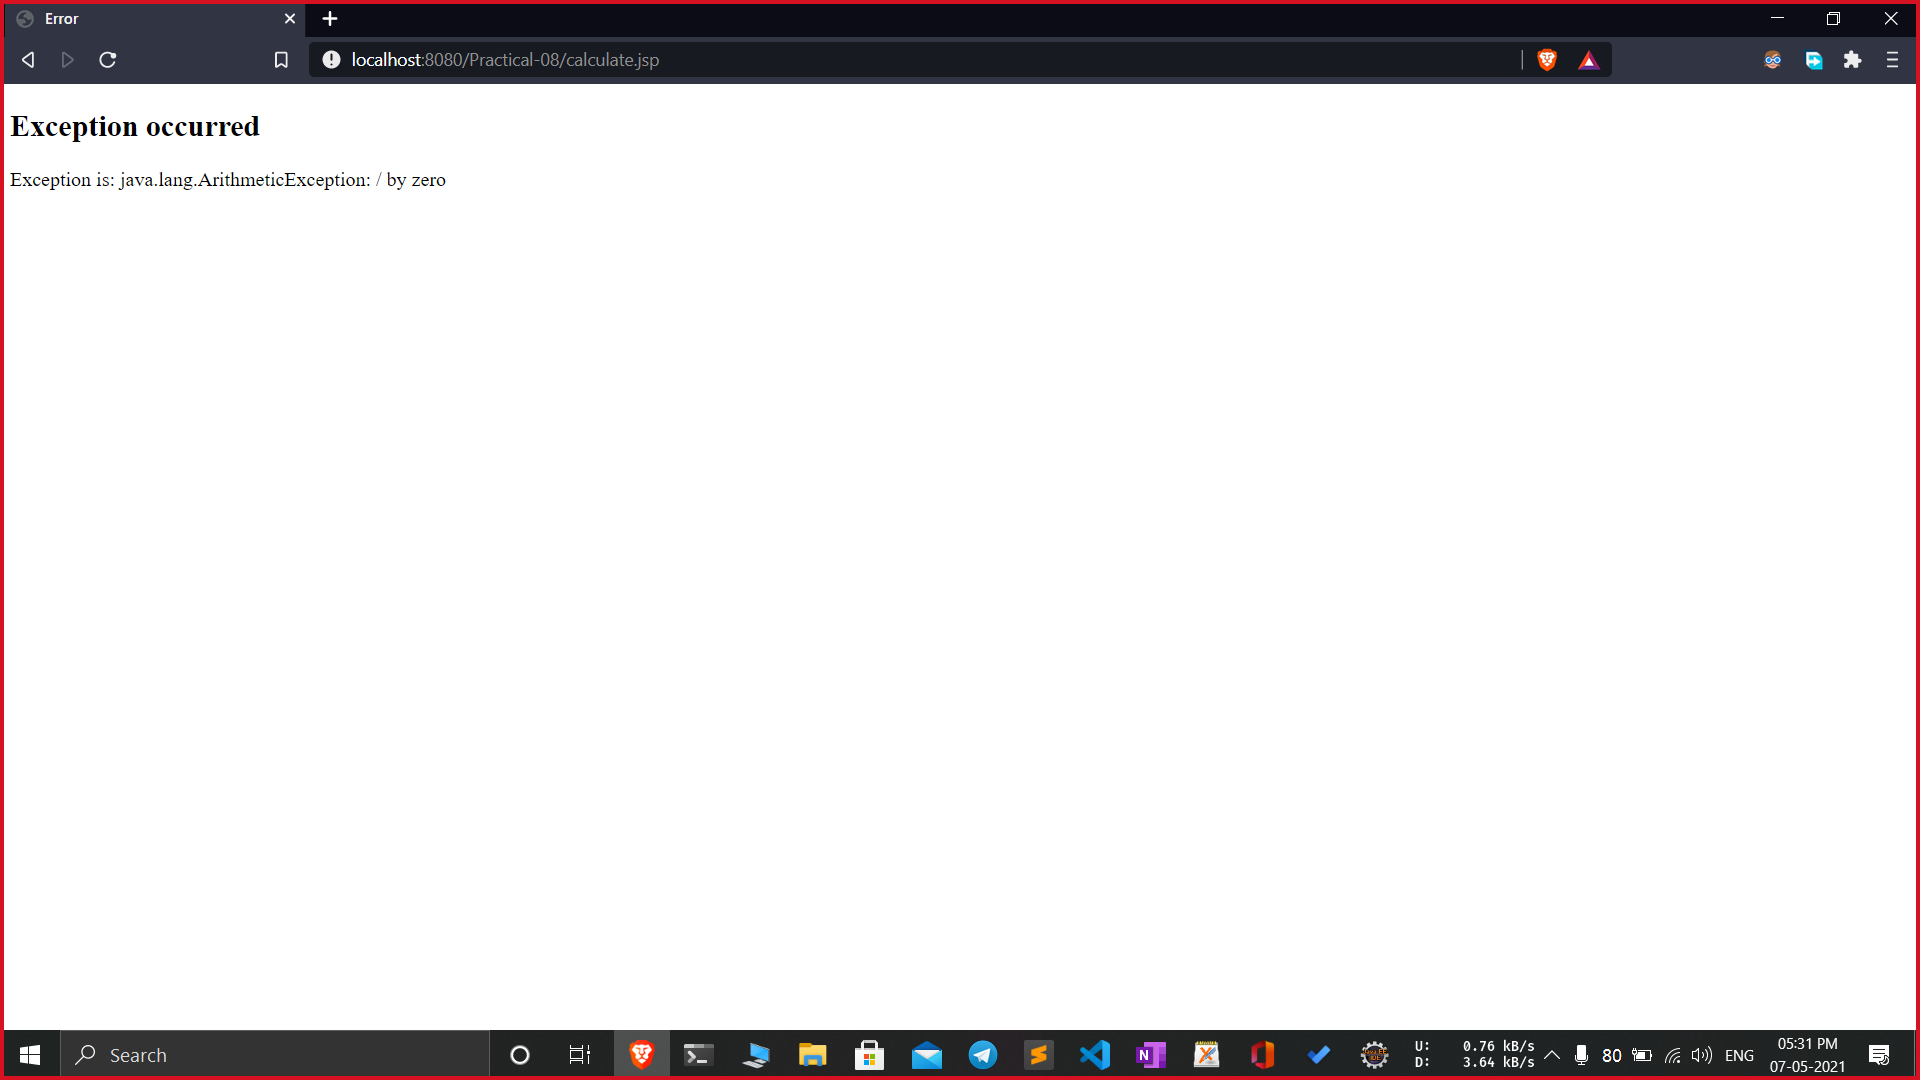 Error
localhost:8080/Practical-08/calculate.jsp
Exception occurred
Exception is: java.lang.ArithmeticException: / by zero
Search
U: 0.76 kB/s
D: 3.64 kB/s
80
ENG
05:31 PM
07-05-2021